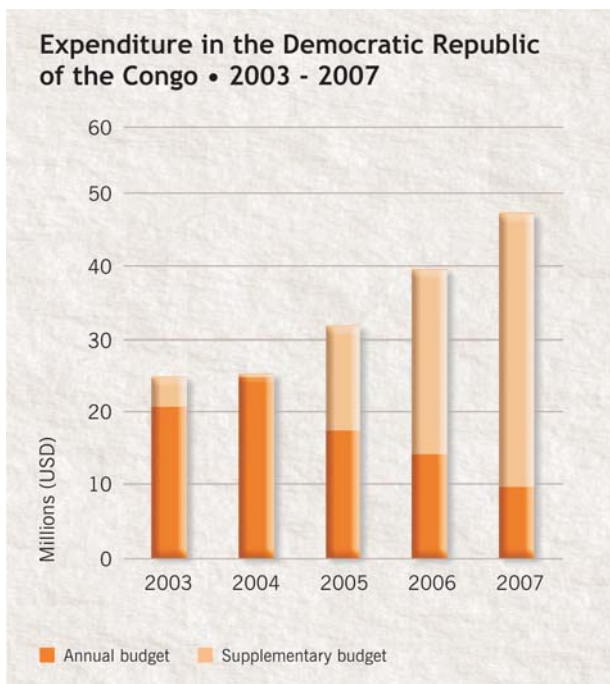 Expenditure in the Democratic Republic
of the Congo • 2003 - 2007
60
50
40
30
20
10
0
Millions (USD)
2003 2004 2005 2006 2007
Annual budget Supplementary budget